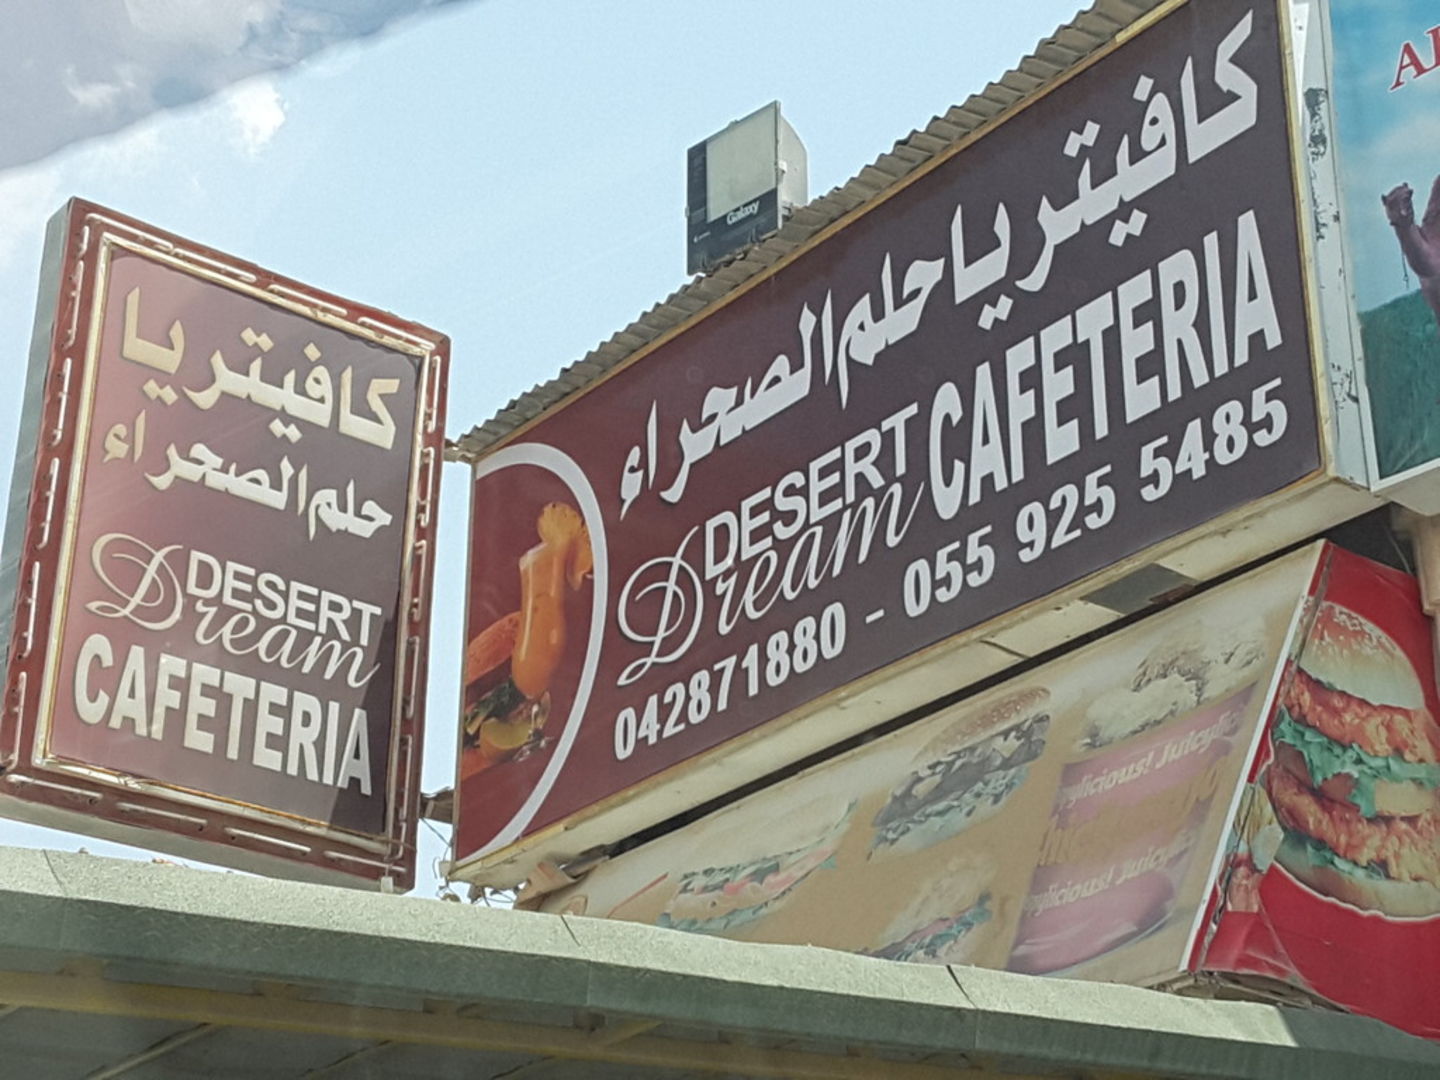 كافيتريا
حلم الصحراء
DESERT
Dream
CAFETERIA
Galaxy
كافيتريا حلم الصحراء
DESERT
Dream
CAFETERIA
042871880 - 055 925 5485